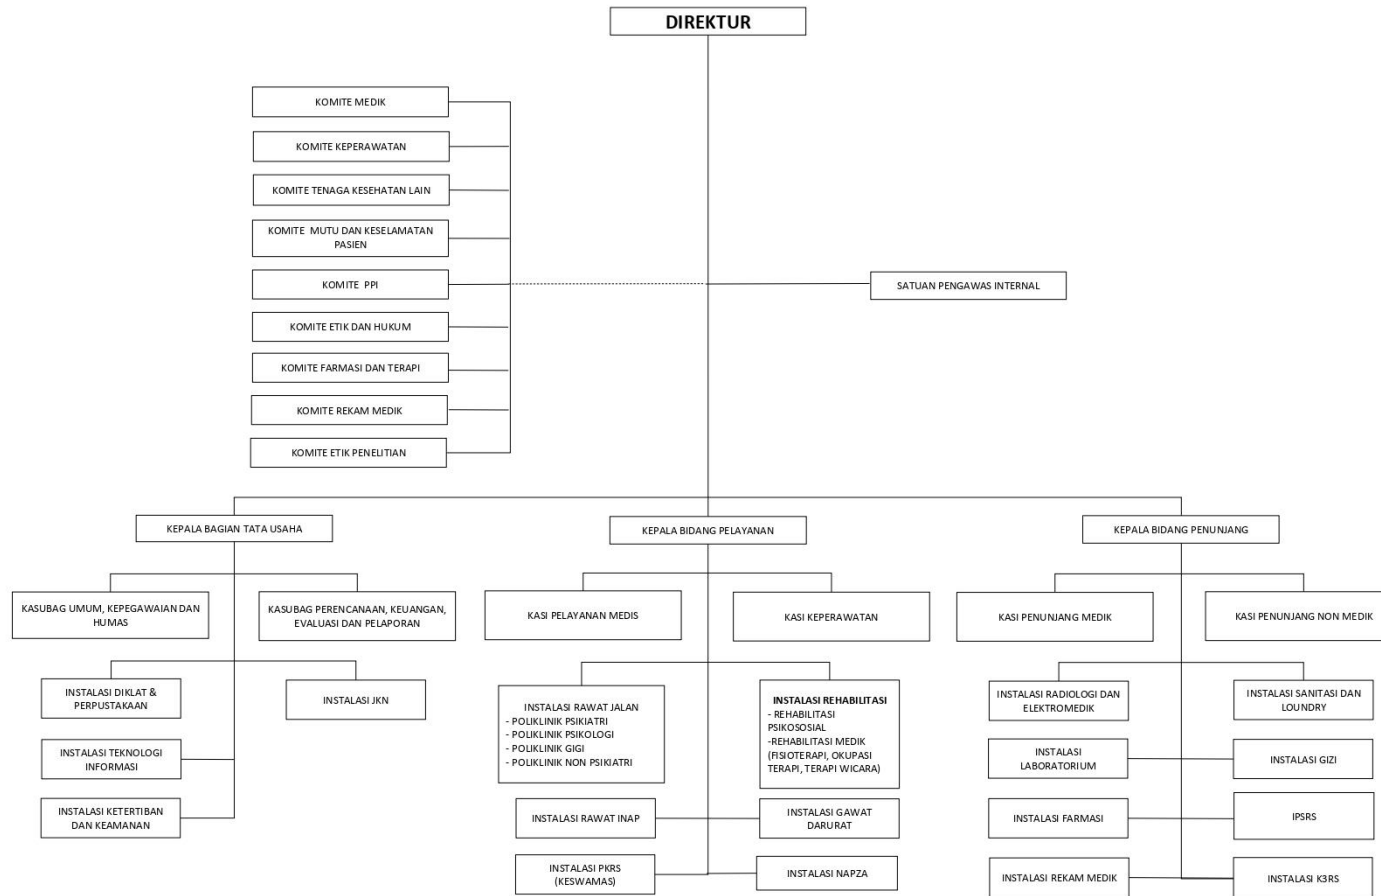 DIREKTUR
KOMITE MEDIK
KOMITE KEPERAWATAN
KOMITE TENAGA KESEHATAN LAIN
KOMITE MUTU DAN KESELAMATAN
PASIEN
KOMITE PPI
SATUAN PENGAWAS INTERNAL
KOMITE ETIK DAN HUKUM
KOMITE FARMASI DAN TERAPI
KOMITE REKAM MEDIK
KOMITE ETIK PENELITIAN
KEPALA BAGIAN TATA USAHA
KEPALA BIDANG PELAYANAN
KEPALA BIDANG PENUNJANG
KASUBAG UMUM, KEPEGAWAIAN DAN
HUMAS
KASUBAG PERENCANAAN, KEUANGAN,
EVALUASI DAN PELAPORAN
KASI PELAYANAN MEDIS
KASI KEPERAWATAN
KASI PENUNJANG MEDIK
KASI PENUNJANG NON MEDIK
INSTALASI DIKLAT &
PERPUSTAKAAN
INSTALASI JKN
INSTALASI TEKNOLOGI
INFORMASI
INSTALASI KETERTIBAN
DAN KEAMANAN
INSTALASI RAWAT JALAN
- POLIKLINIK PSIKIATRI
- POLIKLINIK PSIKOLOGI
- POLIKLINIK GIGI
- POLIKLINIK NON PSIKIATRI
INSTALASI REHABILITASI
- REHABILITASI
PSIKOSOSIAL
-REHABILITASI MEDIK
(FISIOTERAPI, OKUPASI
TERAPI, TERAPI WICARA)
INSTALASI RAWAT INAP
INSTALASI GAWAT
DARURAT
INSTALASI PKRS
(KESWAMAS)
INSTALASI NAPZA
INSTALASI RADIOLOGI DAN
ELEKTROMEDIK
INSTALASI SANITASI DAN
LOUNDRY
INSTALASI
LABORATORIUM
INSTALASI GIZI
INSTALASI FARMASI
IPSRS
INSTALASI REKAM MEDIK
INSTALASI K3RS